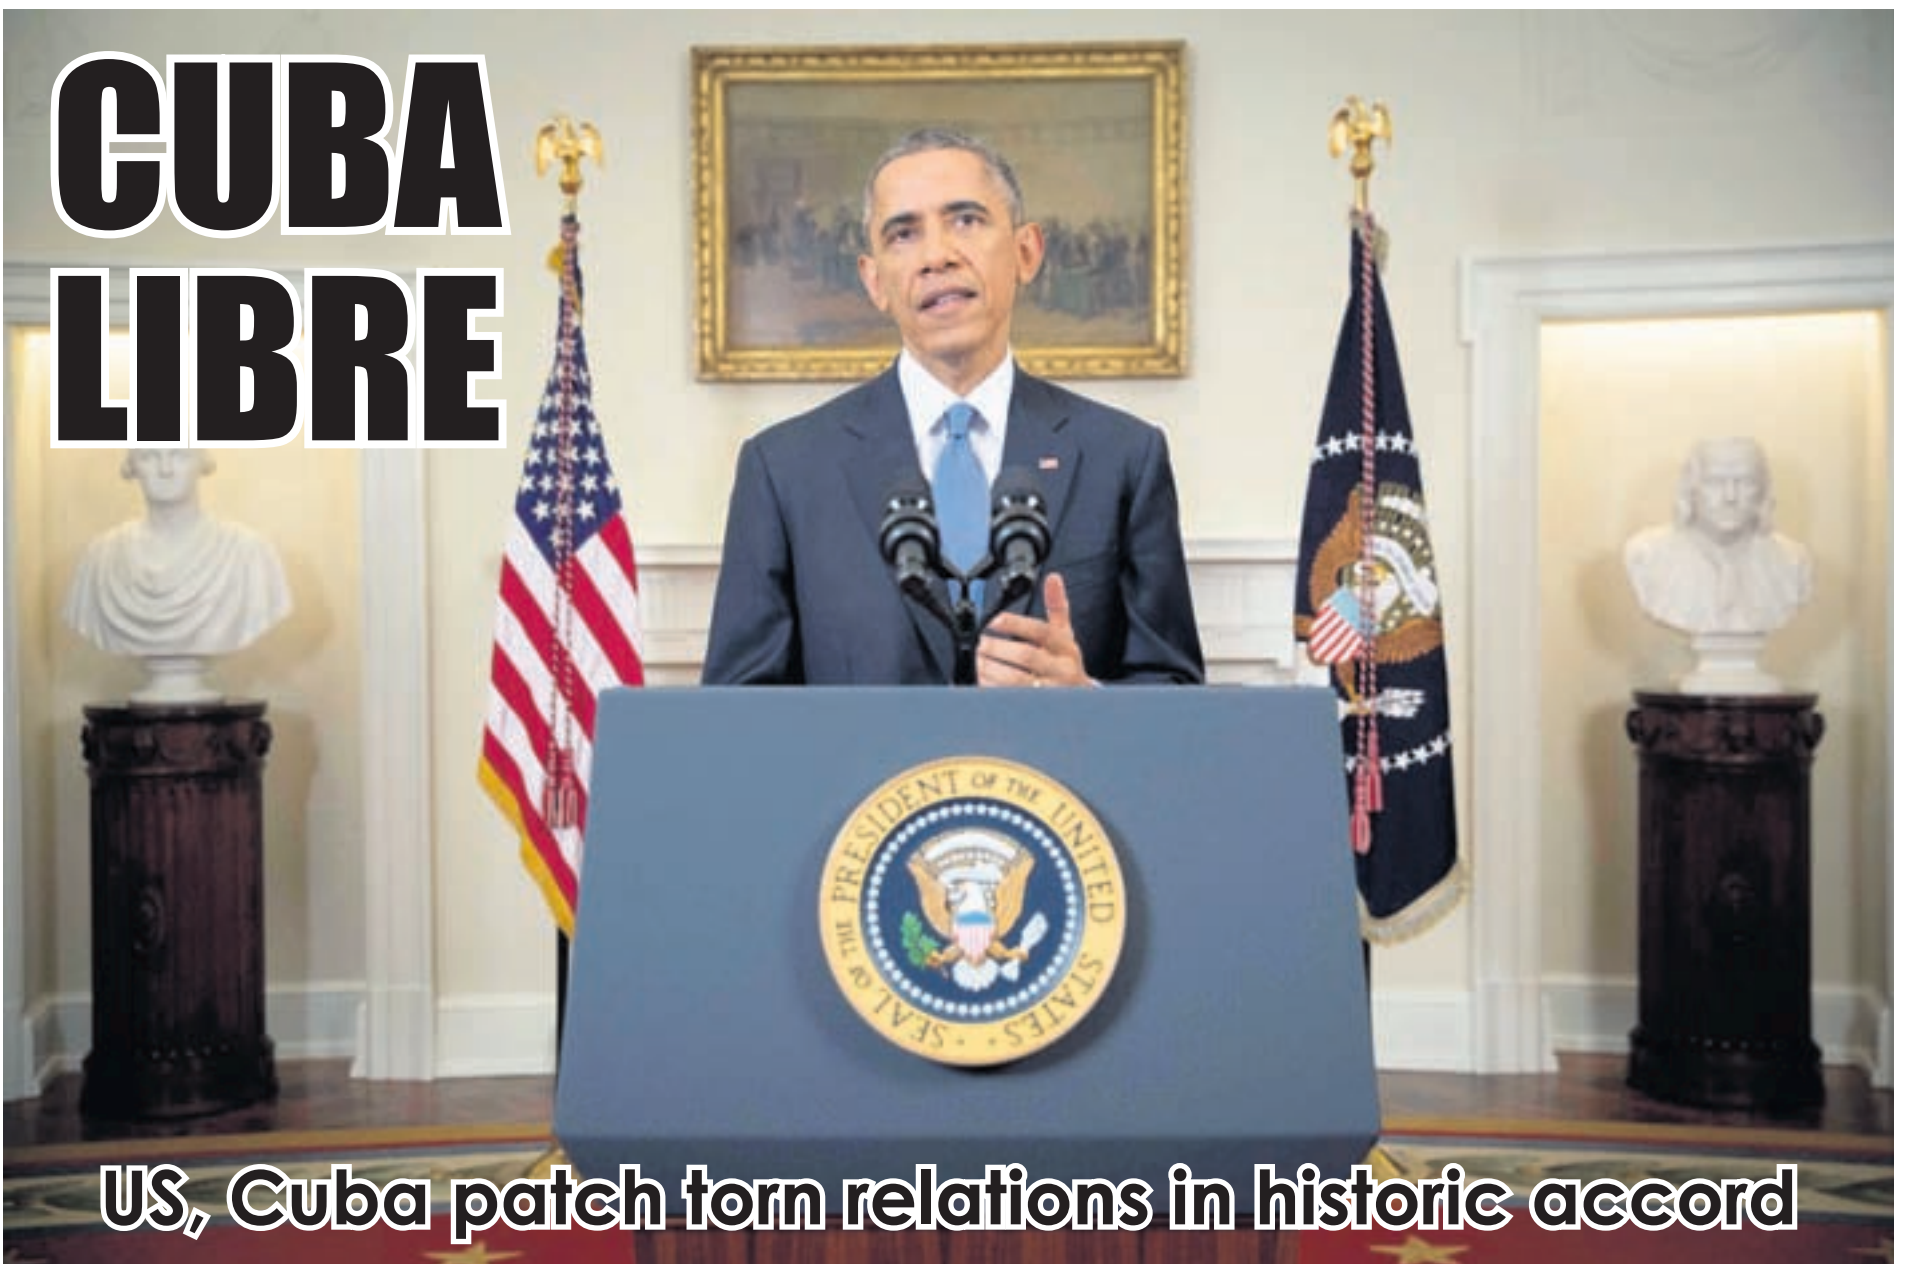 CUBA
LIBRE
SEAL OF THE PRESIDENT OF THE UNITED STATES
US, Cuba patch torn relations in historic accord